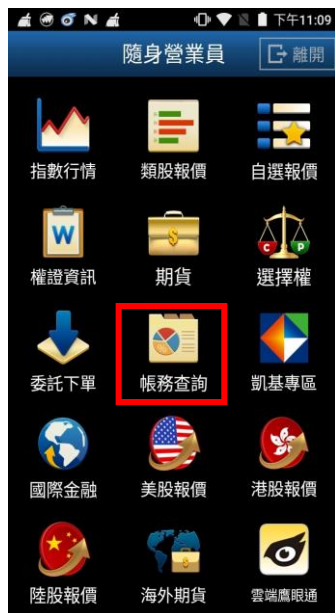 下午11:09
隨身營業員
離開
指數行情
類股報價
自選報價
W
$
C P
權證資訊
期貨
選擇權
委託下單
帳務查詢
凱基專區
國際金融
美股報價
港股報價
陸股報價
海外期貨
雲端鷹眼通